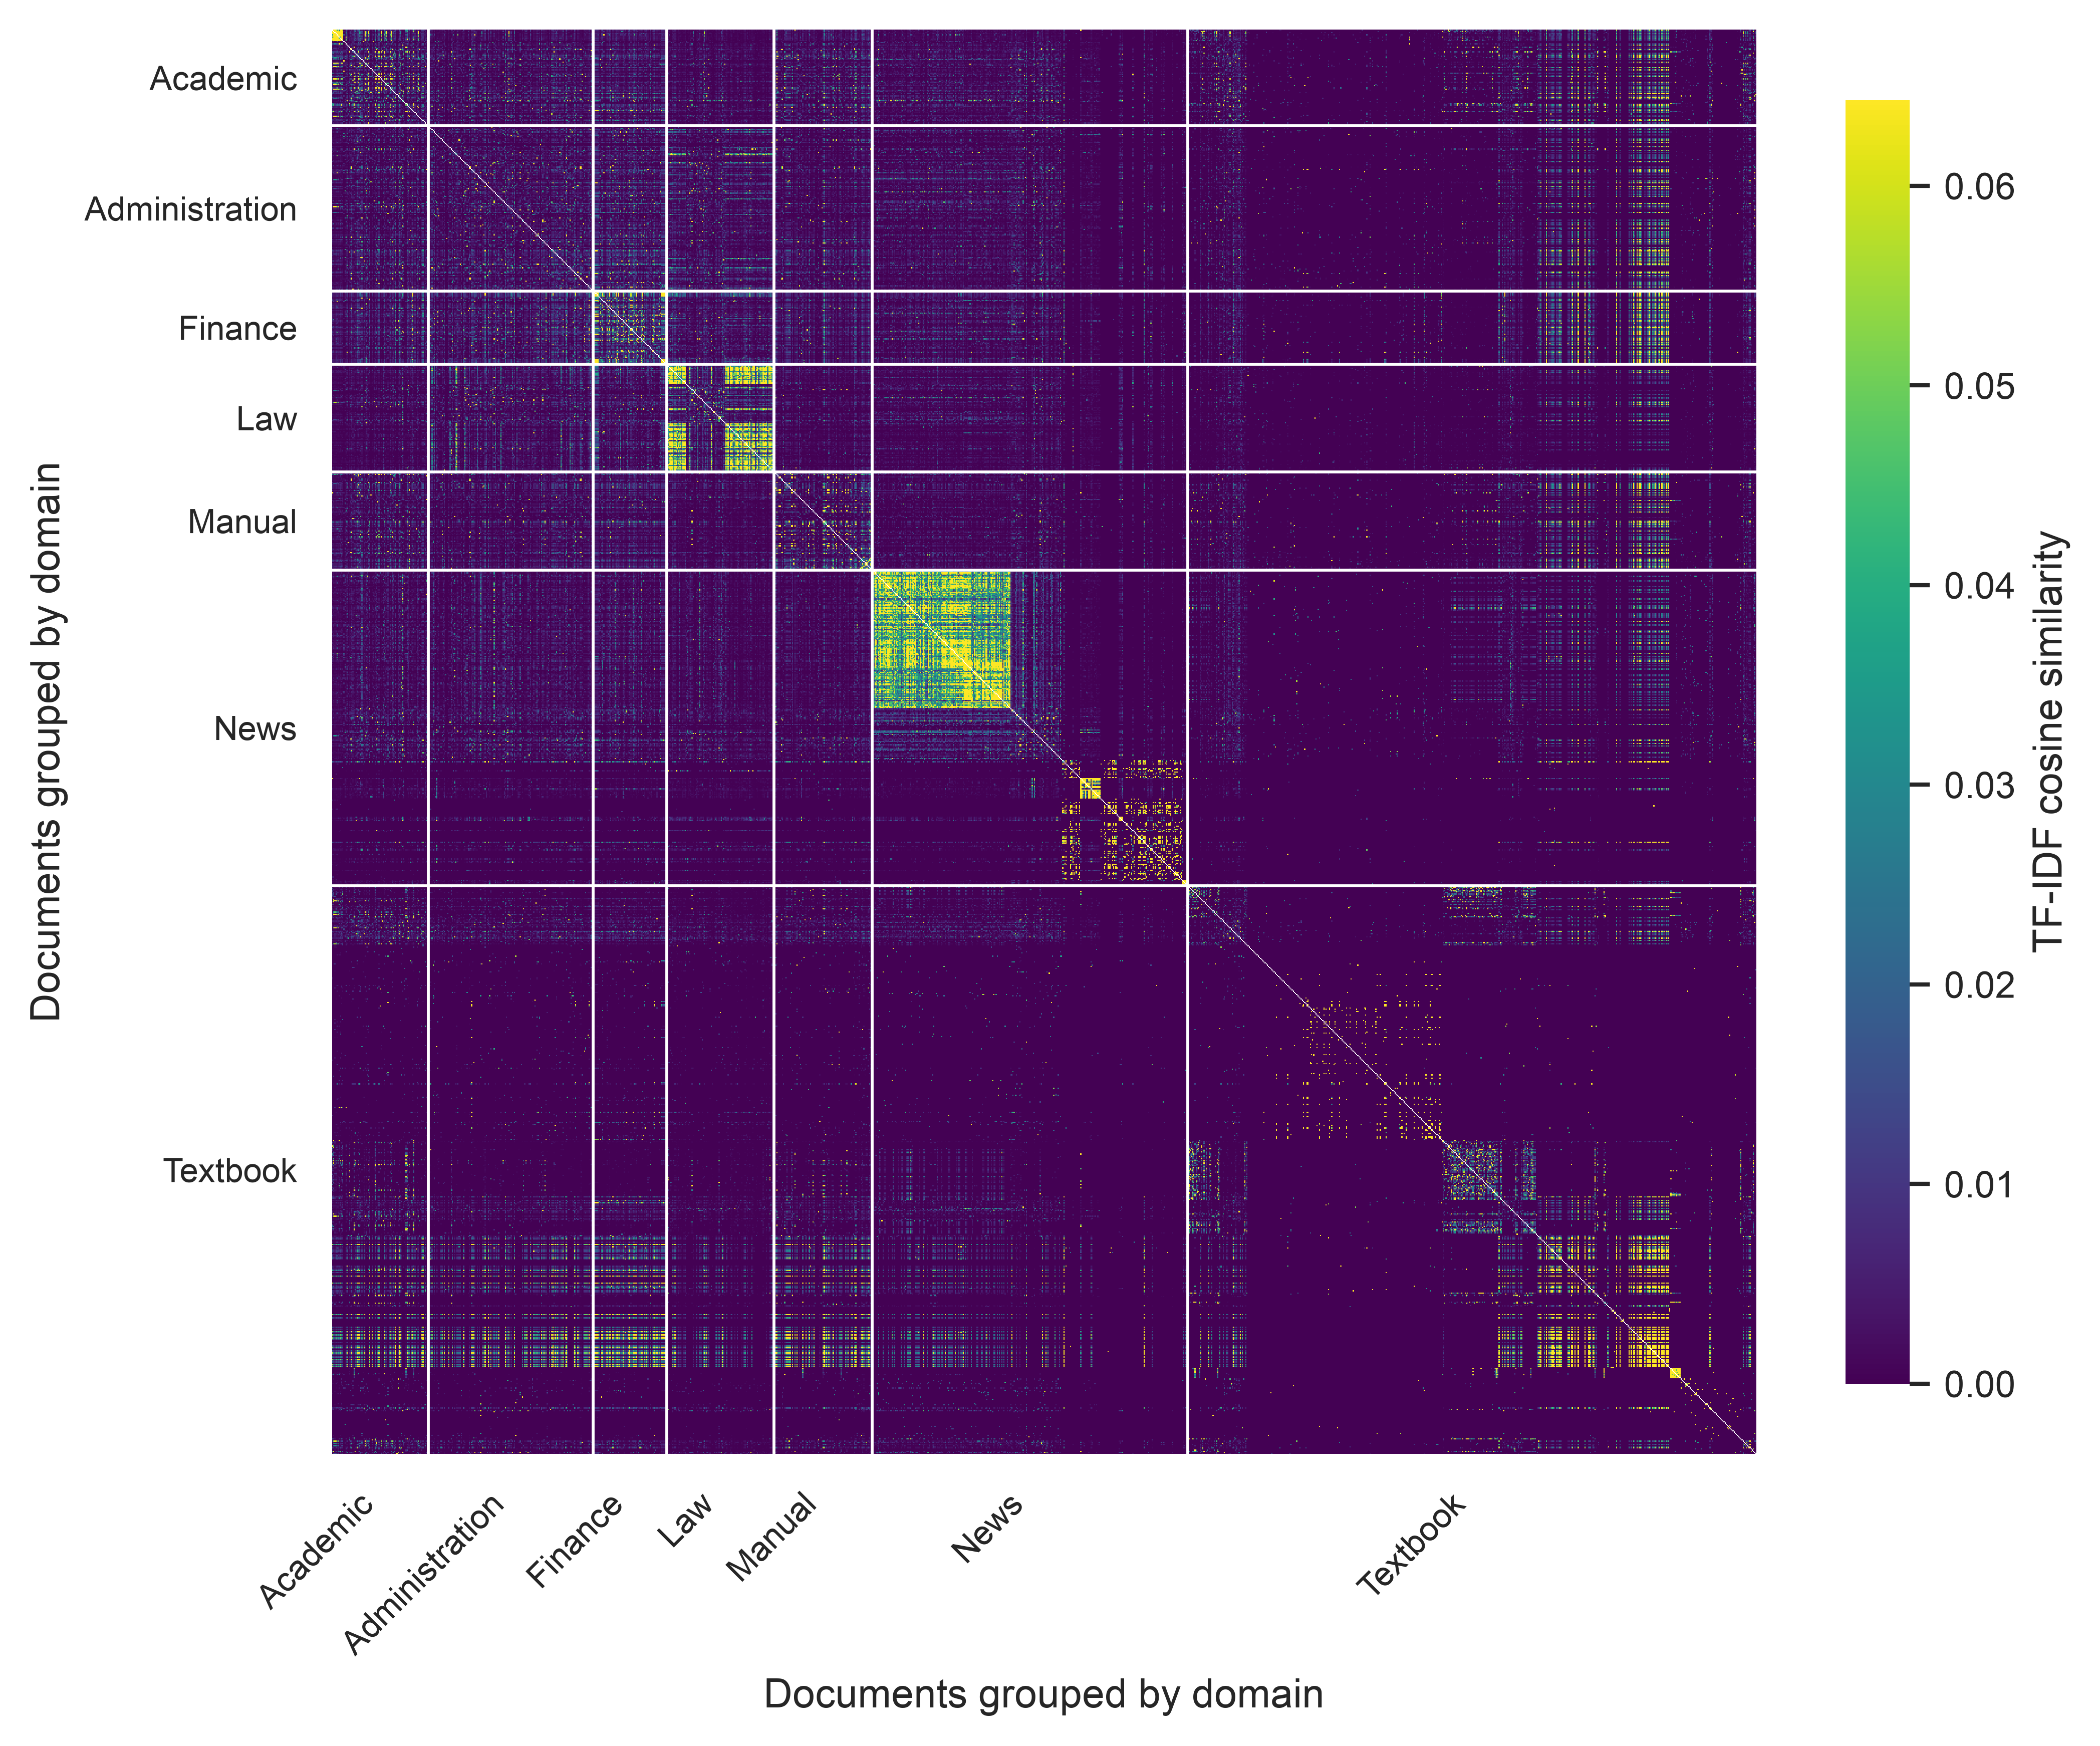 Academic
Administration
Finance
Law
Manual
News
Textbook
Documents grouped by domain
Academic
Administration
Finance
Law
Manual
News
Textbook
Documents grouped by domain
0.06
0.05
0.04
0.03
0.02
0.01
0.00
TF-IDF cosine similarity